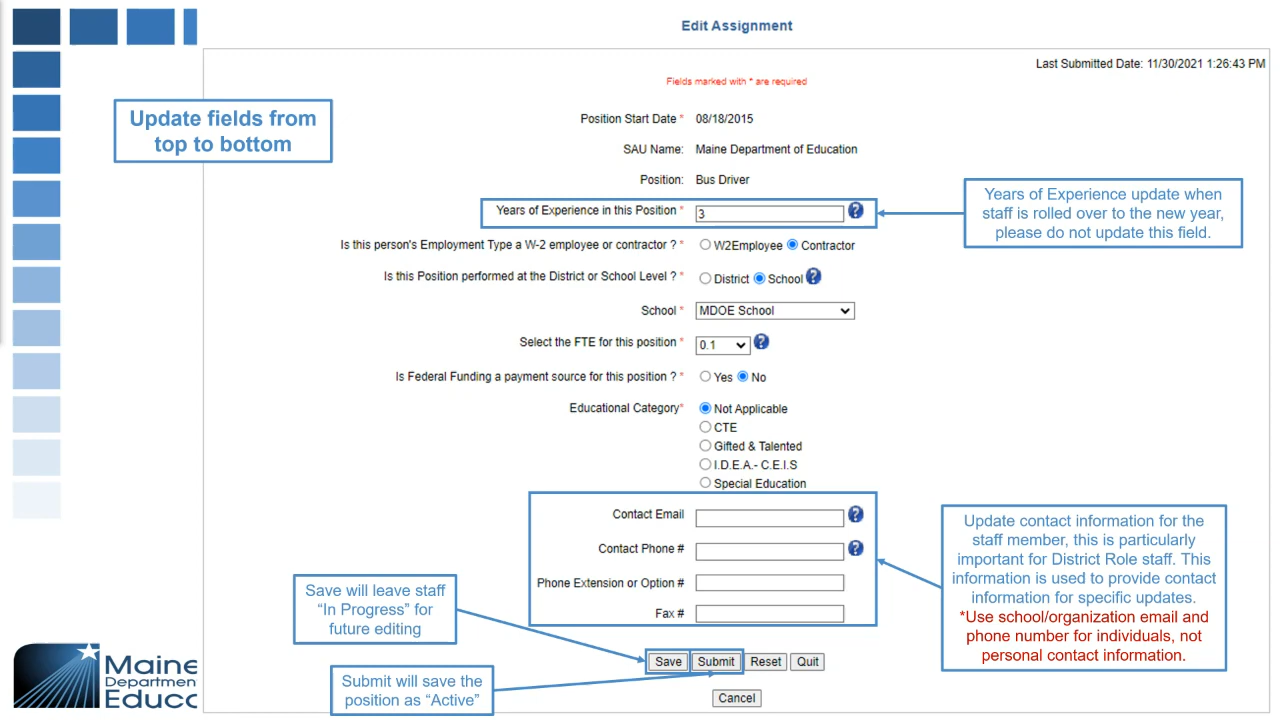 Edit Assignment
Last Submitted Date: 11/30/2021 1:26:43 PM
Fields marked with * are required
Update fields from
top to bottom
Position Start Date * 08/18/2015
SAU Name: Maine Department of Education
Position: Bus Driver
Years of Experience in this Position * 3 ?
Years of Experience update when
staff is rolled over to the new year,
please do not update this field.
Is this person's Employment Type a W-2 employee or contractor ? * W2Employee Contractor
Is this Position performed at the District or School Level ? * District School ?
School * MDOE School
Select the FTE for this position * 0.1 ?
Is Federal Funding a payment source for this position ? * Yes No
Educational Category* Not Applicable
CTE
Gifted & Talented
I.D.E.A.- C.E.I.S
Special Education
Contact Email ?
Contact Phone # ?
Phone Extension or Option #
Fax #
Update contact information for the
staff member, this is particularly
important for District Role staff. This
information is used to provide contact
information for specific updates.
*Use school/organization email and
phone number for individuals, not
personal contact information.
Save will leave staff
“In Progress” for
future editing
Save Submit Reset Quit
Submit will save the
position as “Active”
Cancel
Maine
Departmen
Educ